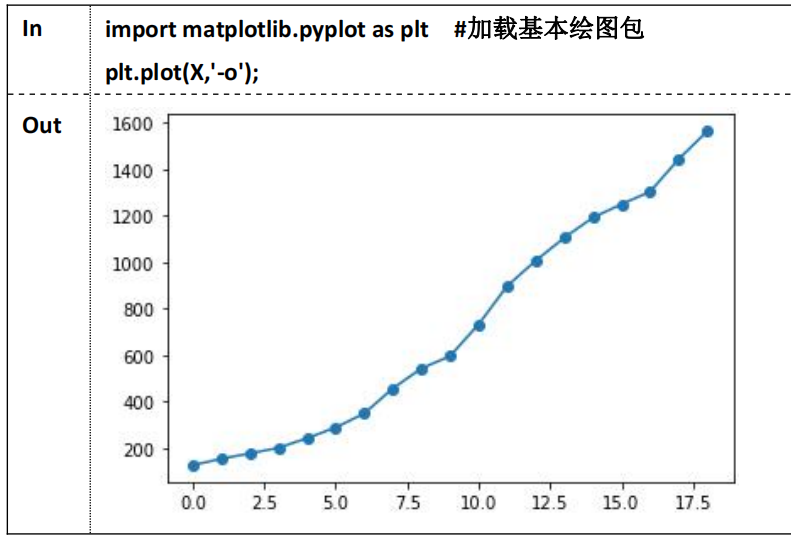 In
import matplotlib.pyplot as plt #加载基本绘图包
plt.plot(X,'-o');
Out
1600
1400
1200
1000
800
600
400
200
0.0 2.5 5.0 7.5 10.0 12.5 15.0 17.5